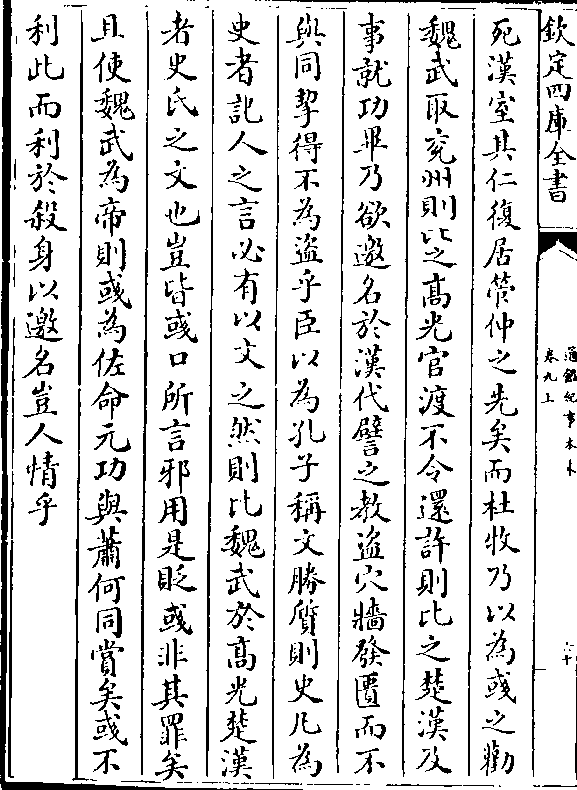 欽定四庫全書
通鑑紀事本末
卷九上
六十
死漢室其仁復居管仲之先矣而杜牧乃以為彧之勸
魏武取兖州則比之髙光官渡不令還許則比之楚漢及
事就功畢乃欲邀名於漢代譬之教盗穴牆發匱而不
與同挈得不為盜乎臣以為孔子稱文勝質則史凡為
史者記人之言必有以文之然則比魏武於髙光楚漢
者史氏之文也豈皆彧口所言邪用是貶彧非其罪矣
且使魏武為帝則彧為佐命元功與蕭何同賞矣彧不
利此而利於殺身以邀名豈人情乎